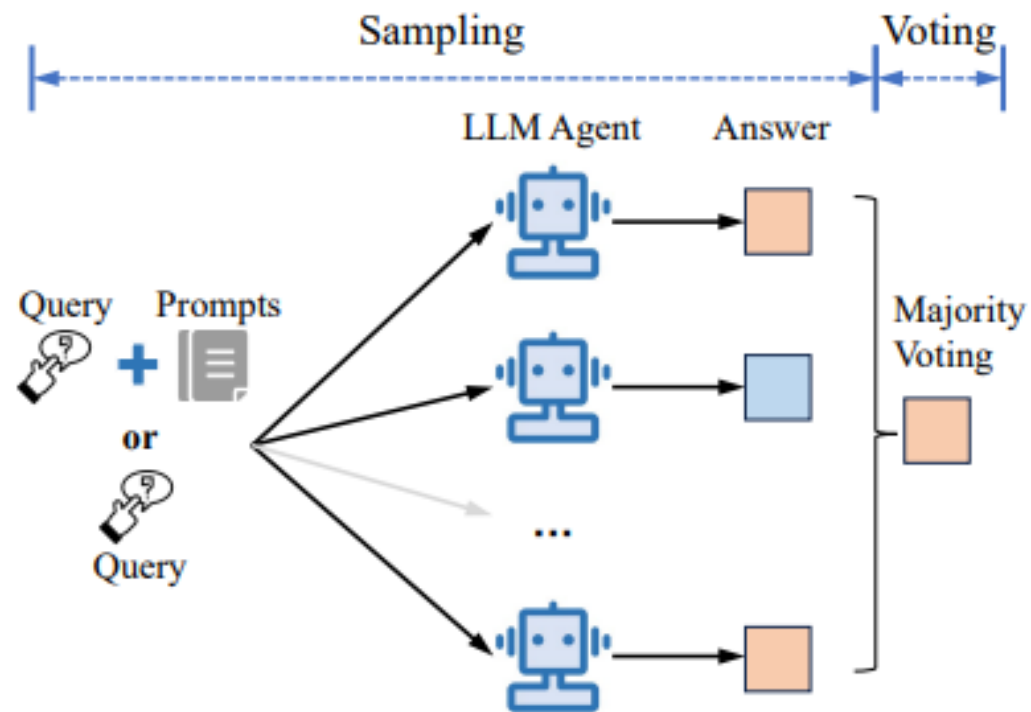 Sampling
Voting
LLM Agent
Answer
Query
Prompts
or
Query
...
Majority
Voting